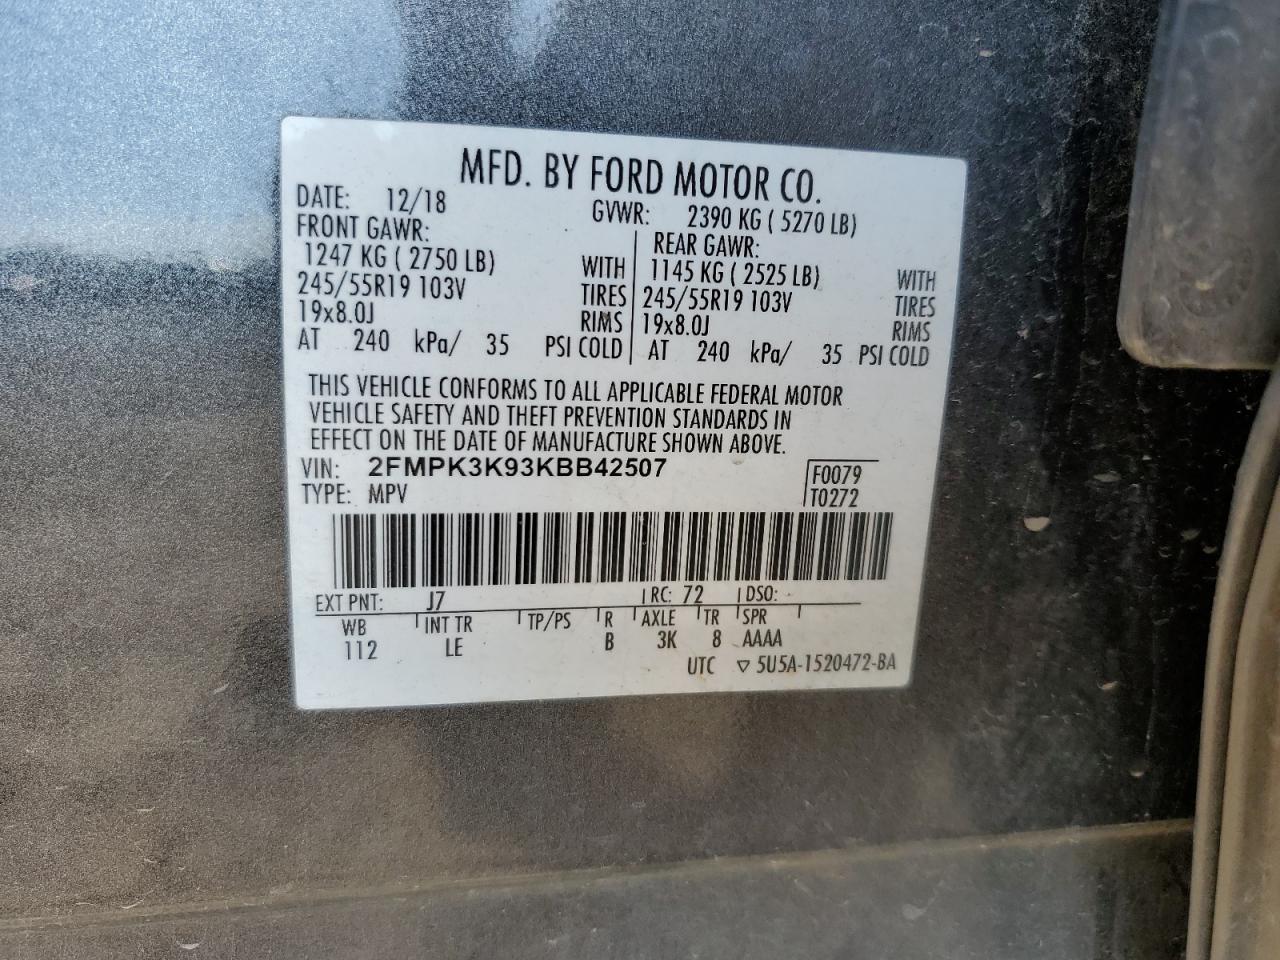 MFD. BY FORD MOTOR CO.
DATE: 12/18 GVWR: 2390 KG ( 5270 LB)
FRONT GAWR: REAR GAWR:
1247 KG ( 2750 LB) WITH 1145 KG ( 2525 LB) WITH
245/55R19 103V TIRES 245/55R19 103V TIRES
19x8.0J RIMS 19x8.0J RIMS
AT 240 kPa/ 35 PSI COLD AT 240 kPa/ 35 PSI COLD
THIS VEHICLE CONFORMS TO ALL APPLICABLE FEDERAL MOTOR
VEHICLE SAFETY AND THEFT PREVENTION STANDARDS IN
EFFECT ON THE DATE OF MANUFACTURE SHOWN ABOVE.
VIN: 2FMPK3K93KBB42507 F0079
TYPE: MPV T0272
EXT PNT: J7 RC: 72 DSO:
WB INT TR TP/PS R AXLE TR SPR
112 LE B 3K 8 AAAA
UTC ▽ 5U5A-1520472-BA